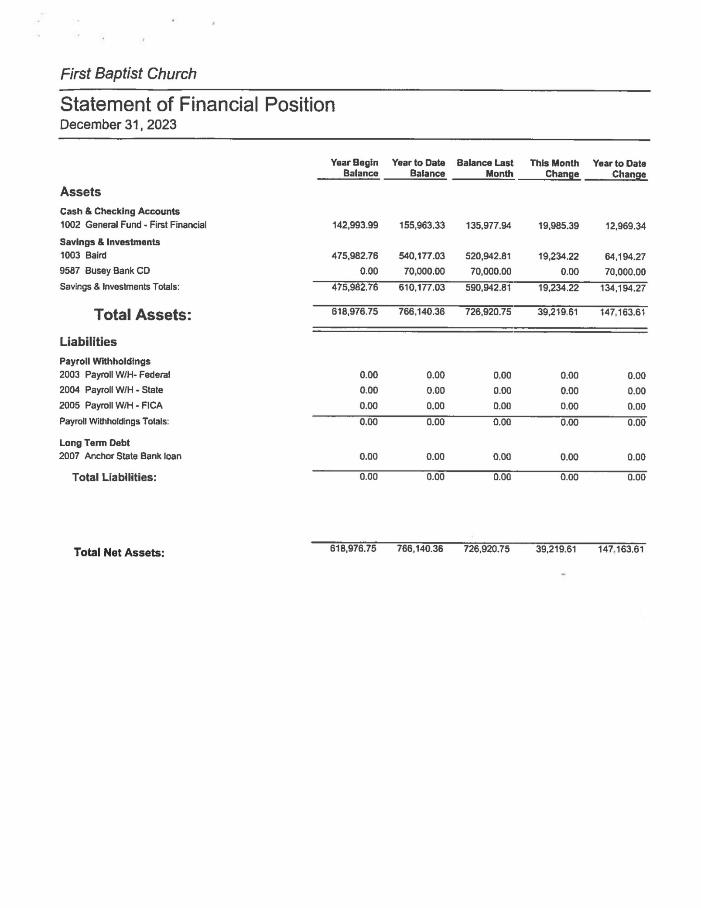 First Baptist Church
Statement of Financial Position
December 31, 2023
Year Begin Balance Year to Date Balance Balance Last Month This Month Change Year to Date Change
Assets
Cash & Checking Accounts
1002 General Fund - First Financial 142,993.99 155,963.33 135,977.94 19,985.39 12,969.34
Savings & Investments
1003 Baird 475,982.76 540,177.03 520,942.81 19,234.22 64,194.27
9587 Busey Bank CD 0.00 70,000.00 70,000.00 0.00 70,000.00
Savings & Investments Totals: 475,982.76 610,177.03 590,942.81 19,234.22 134,194.27
Total Assets: 618,976.75 766,140.36 726,920.75 39,219.61 147,163.61
Liabilities
Payroll Withholdings
2003 Payroll W/H- Federal 0.00 0.00 0.00 0.00 0.00
2004 Payroll W/H - State 0.00 0.00 0.00 0.00 0.00
2005 Payroll W/H - FICA 0.00 0.00 0.00 0.00 0.00
Payroll Withholdings Totals: 0.00 0.00 0.00 0.00 0.00
Long Term Debt
2007 Anchor State Bank loan 0.00 0.00 0.00 0.00 0.00
Total Liabilities: 0.00 0.00 0.00 0.00 0.00
Total Net Assets: 618,976.75 766,140.36 726,920.75 39,219.61 147,163.61